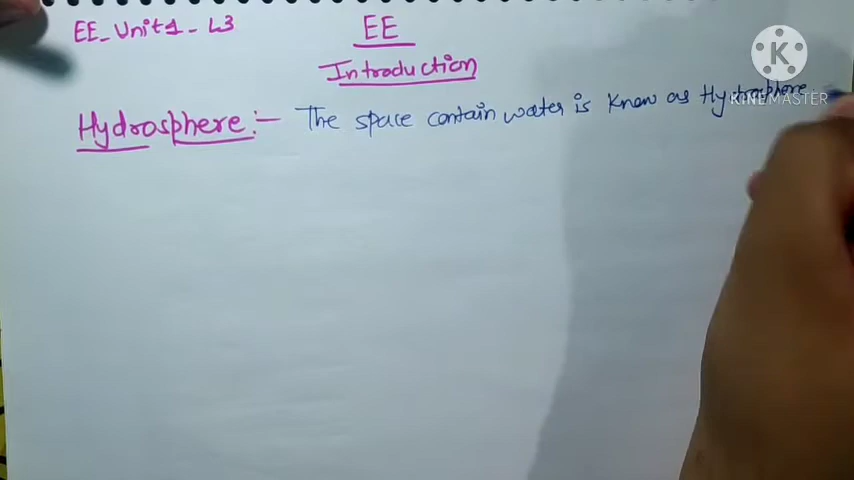 EE_Unit1_L3
EE
Introduction
K
KINEMASTER
Hydrosphere:- The space contain water is know as Hydrosphere